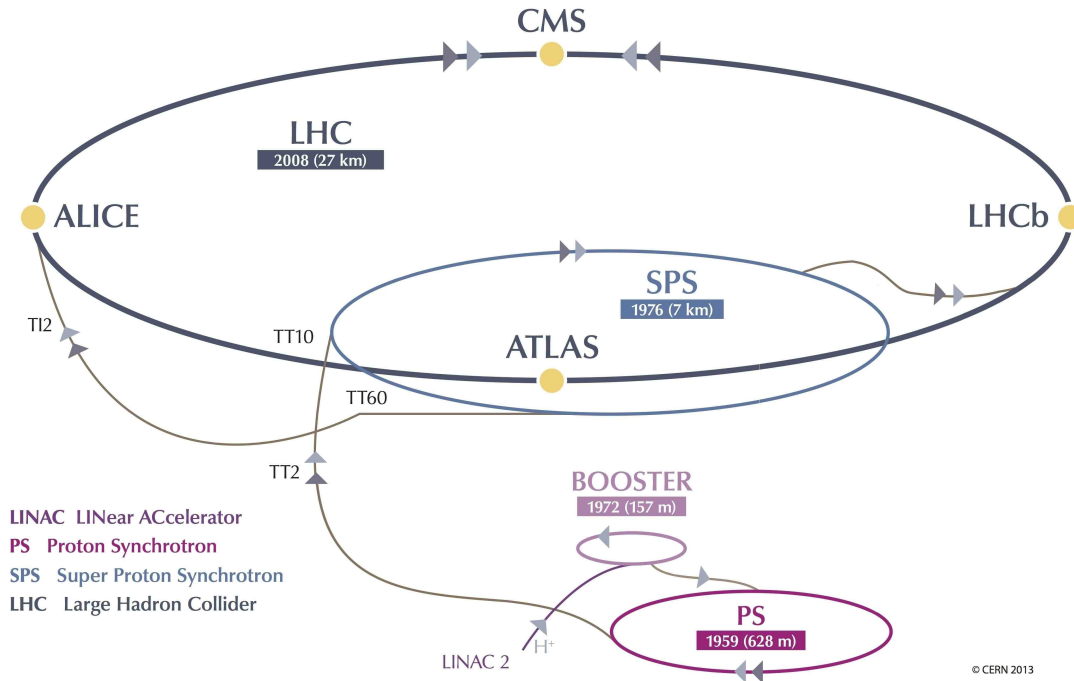 CMS
LHC
2008 (27 km)
ALICE
LHCb
SPS
1976 (7 km)
TI2
TT10
ATLAS
TT60
TT2
BOOSTER
1972 (157 m)
LINAC LINear ACcelerator
PS Proton Synchrotron
SPS Super Proton Synchrotron
LHC Large Hadron Collider
PS
1959 (628 m)
H+
LINAC 2
© CERN 2013